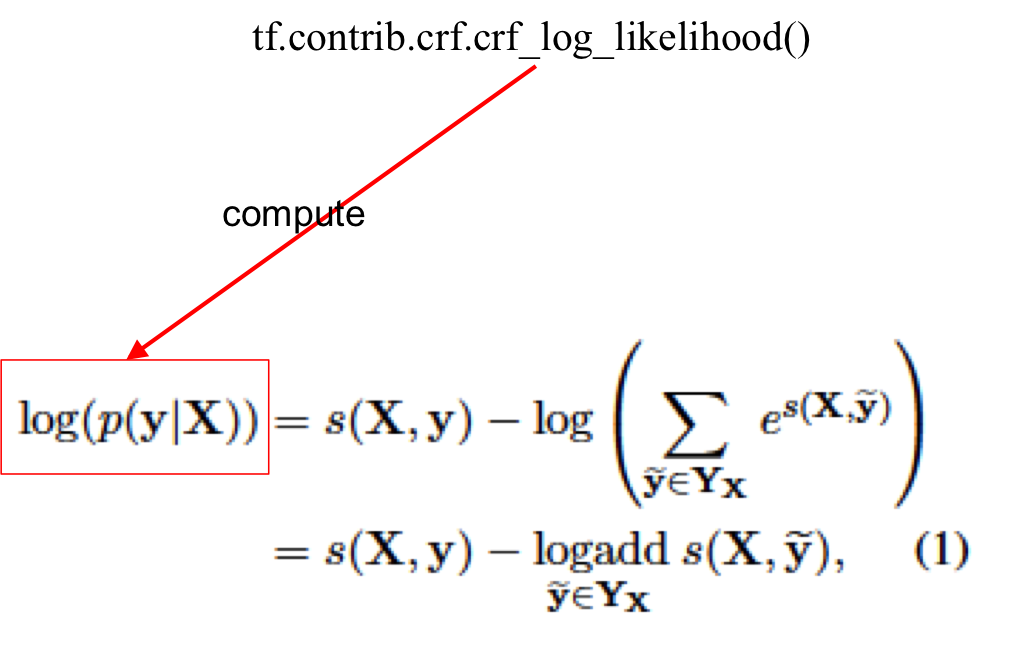 tf.contrib.crf.crf_log_likelihood()
compute
log(p(y|X)) = s(X, y) − log ( ∑ e^{s(X,ỹ)} )
ỹ∈Y_X
= s(X, y) − logadd s(X, ỹ), (1)
ỹ∈Y_X